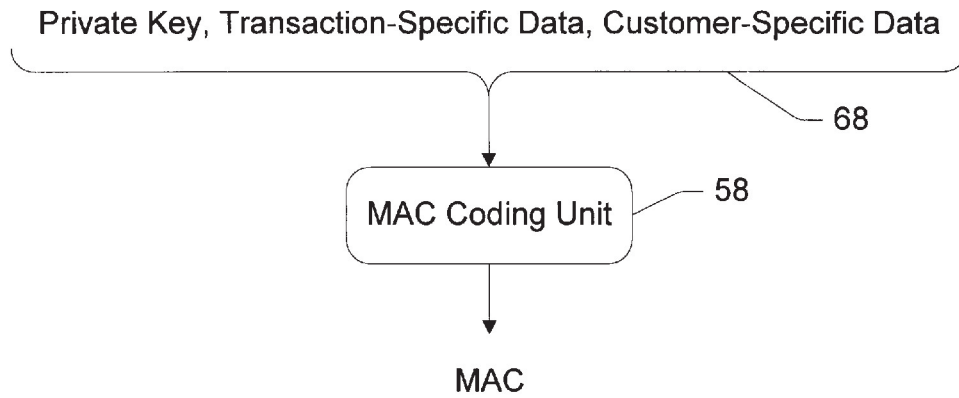 Private Key, Transaction-Specific Data, Customer-Specific Data
68
58
MAC Coding Unit
MAC